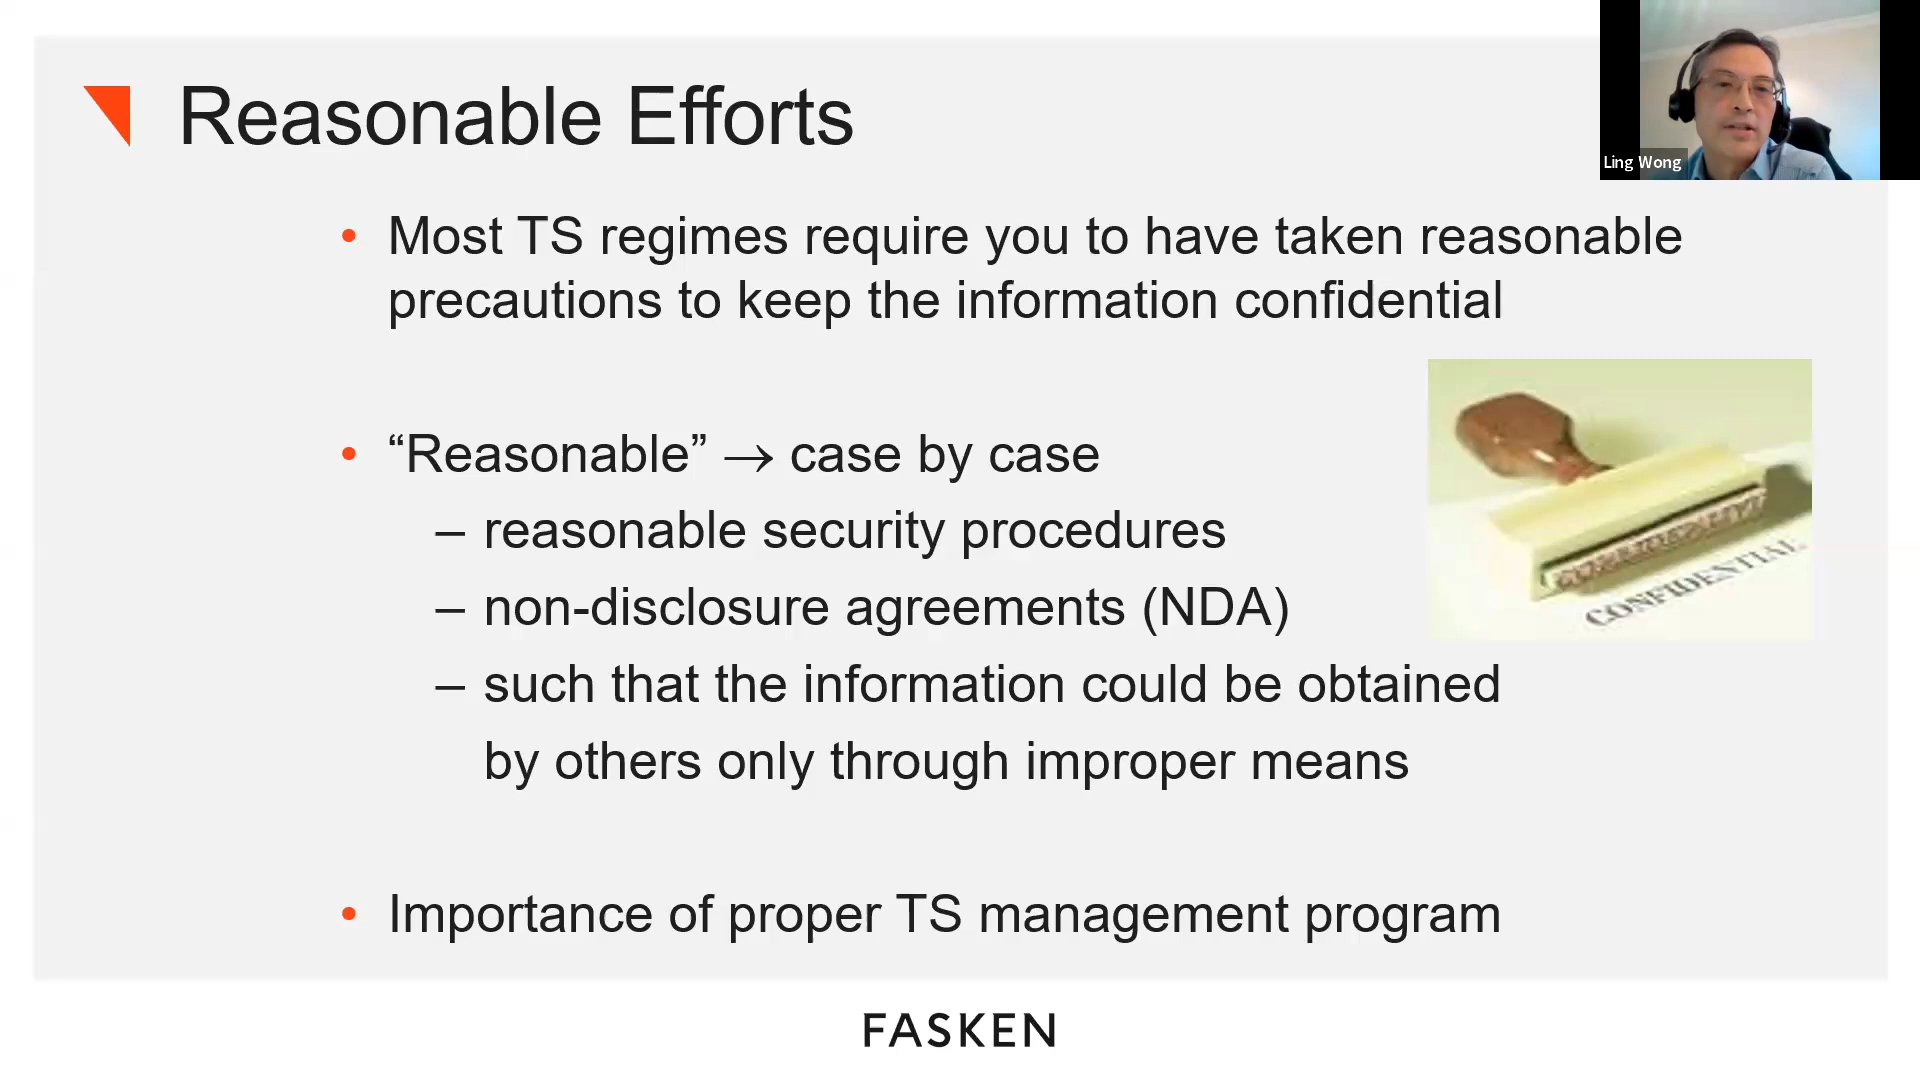 Reasonable Efforts
Ling Wong
• Most TS regimes require you to have taken reasonable
precautions to keep the information confidential
• “Reasonable” → case by case
– reasonable security procedures
– non-disclosure agreements (NDA)
– such that the information could be obtained
by others only through improper means
CONFIDENTIAL
• Importance of proper TS management program
FASKEN